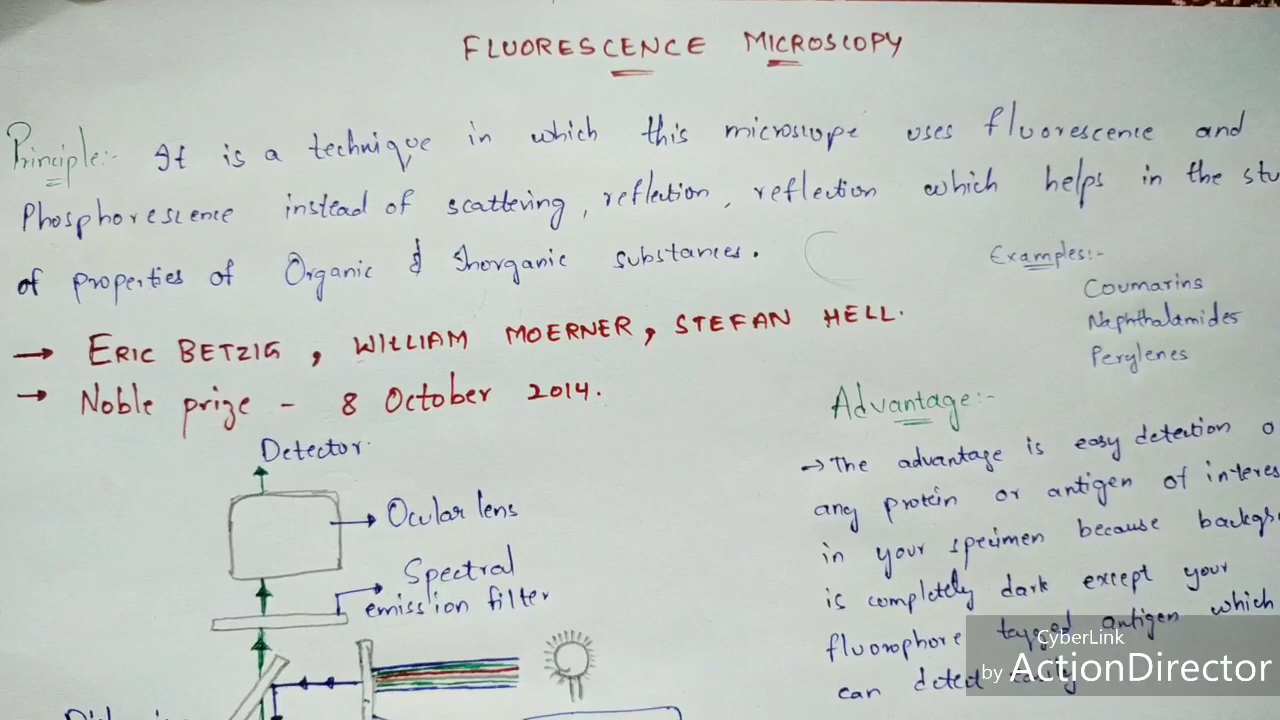 FLUORESCENCE MICROSCOPY
Principle:- It is a technique in which this microscope uses fluorescence and
Phosphorescence instead of scattering, reflection, reflection which helps in the stu
of properties of Organic & Inorganic substances.
Examples:-
Coumarins
Naphthalamides
Perylenes
→ ERIC BETZIG, WILLIAM MOERNER, STEFAN HELL.
→ Noble prize - 8 October 2014.
Advantage:-
→ The advantage is easy detection o
any protein or antigen of interes
in your specimen because backgr
is completely dark except your
fluorophore tagged antigen which
can detect easily
Detector
Ocular lens
Spectral
emission filter
CyberLink
by ActionDirector